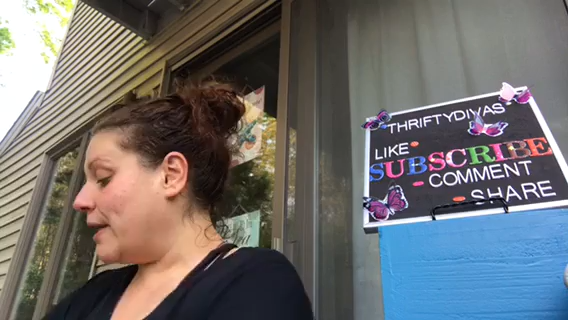 THRIFTYDIVAS
LIKE
SUBSCRIBE
COMMENT
SHARE